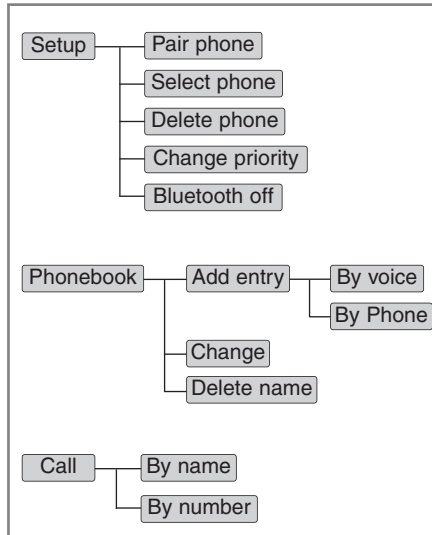 Setup Pair phone
Select phone
Delete phone
Change priority
Bluetooth off
Phonebook Add entry By voice
By Phone
Change
Delete name
Call By name
By number